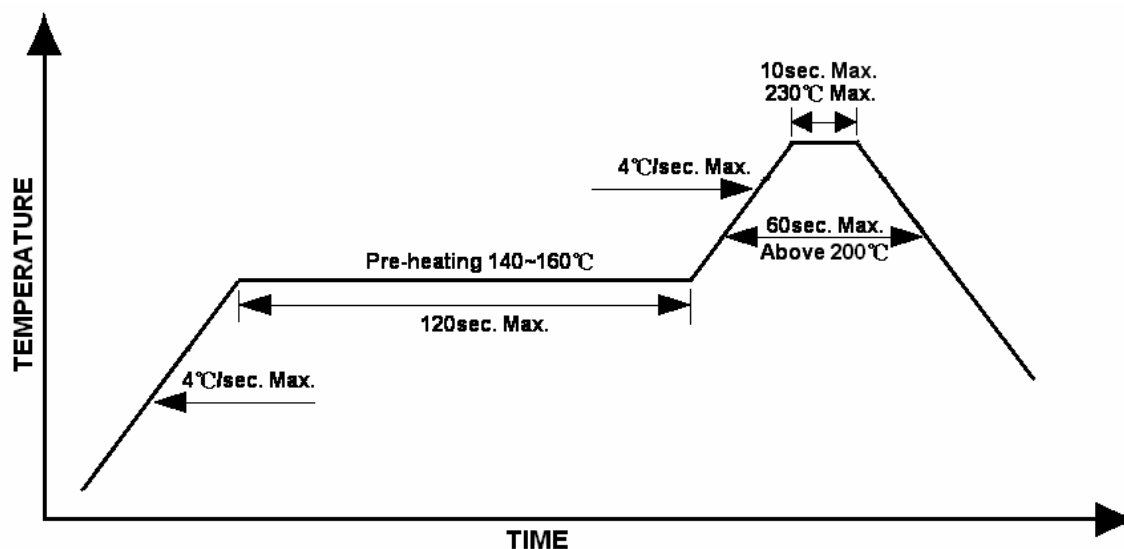 10sec. Max.
230℃ Max.
4℃/sec. Max.
60sec. Max.
Above 200℃
Pre-heating 140~160℃
120sec. Max.
4℃/sec. Max.
TEMPERATURE
TIME